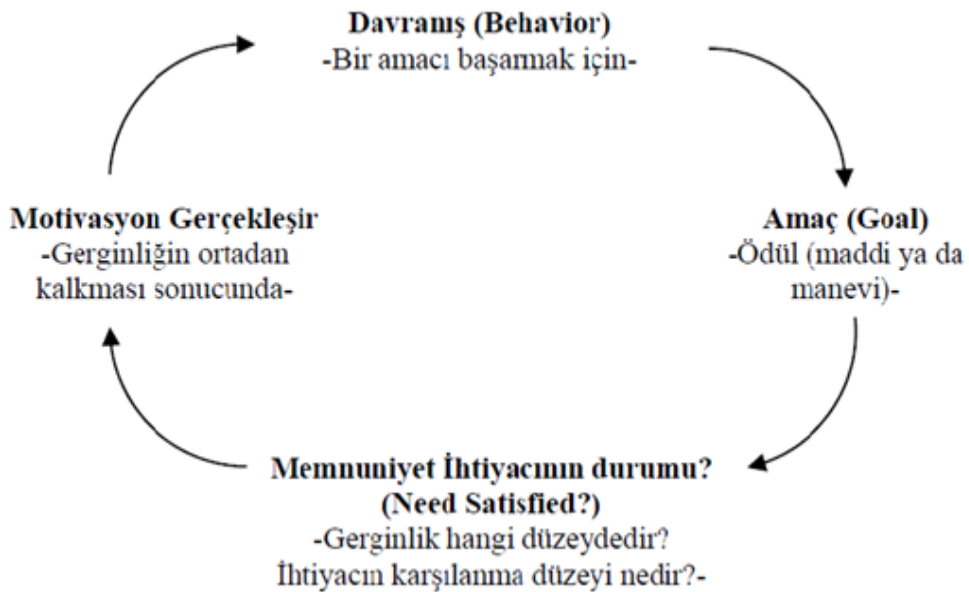 Davranış (Behavior)
-Bir amacı başarmak için-
Amaç (Goal)
-Ödül (maddi ya da
manevi)-
Memnuniyet İhtiyacının durumu?
(Need Satisfied?)
-Gerginlik hangi düzeydedir?
İhtiyacın karşılanma düzeyi nedir?-
Motivasyon Gerçekleşir
-Gerginliğin ortadan
kalkması sonucunda-